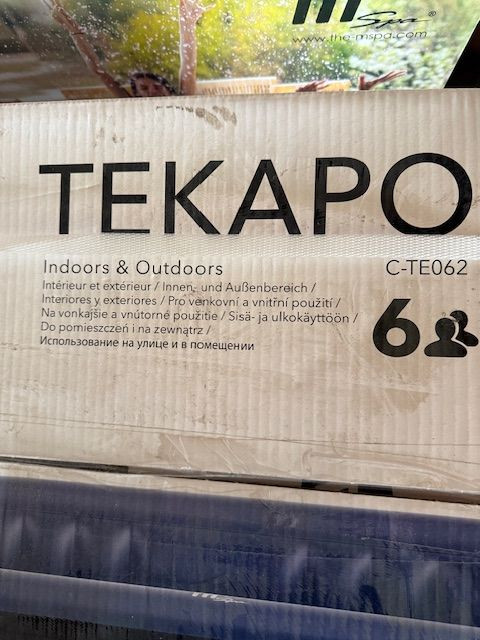 mSpa®
www.the-mspa.com
TEKAPO
Indoors & Outdoors
C-TE062
Intérieur et extérieur / Innen- und Außenbereich /
Interiores y exteriores / Pro venkovní a vnitřní použití /
Na vonkajšie a vnútorné použitie / Sisä- ja ulkokäyttöön /
Do pomieszczeń i na zewnątrz /
Использование на улице и в помещении
6